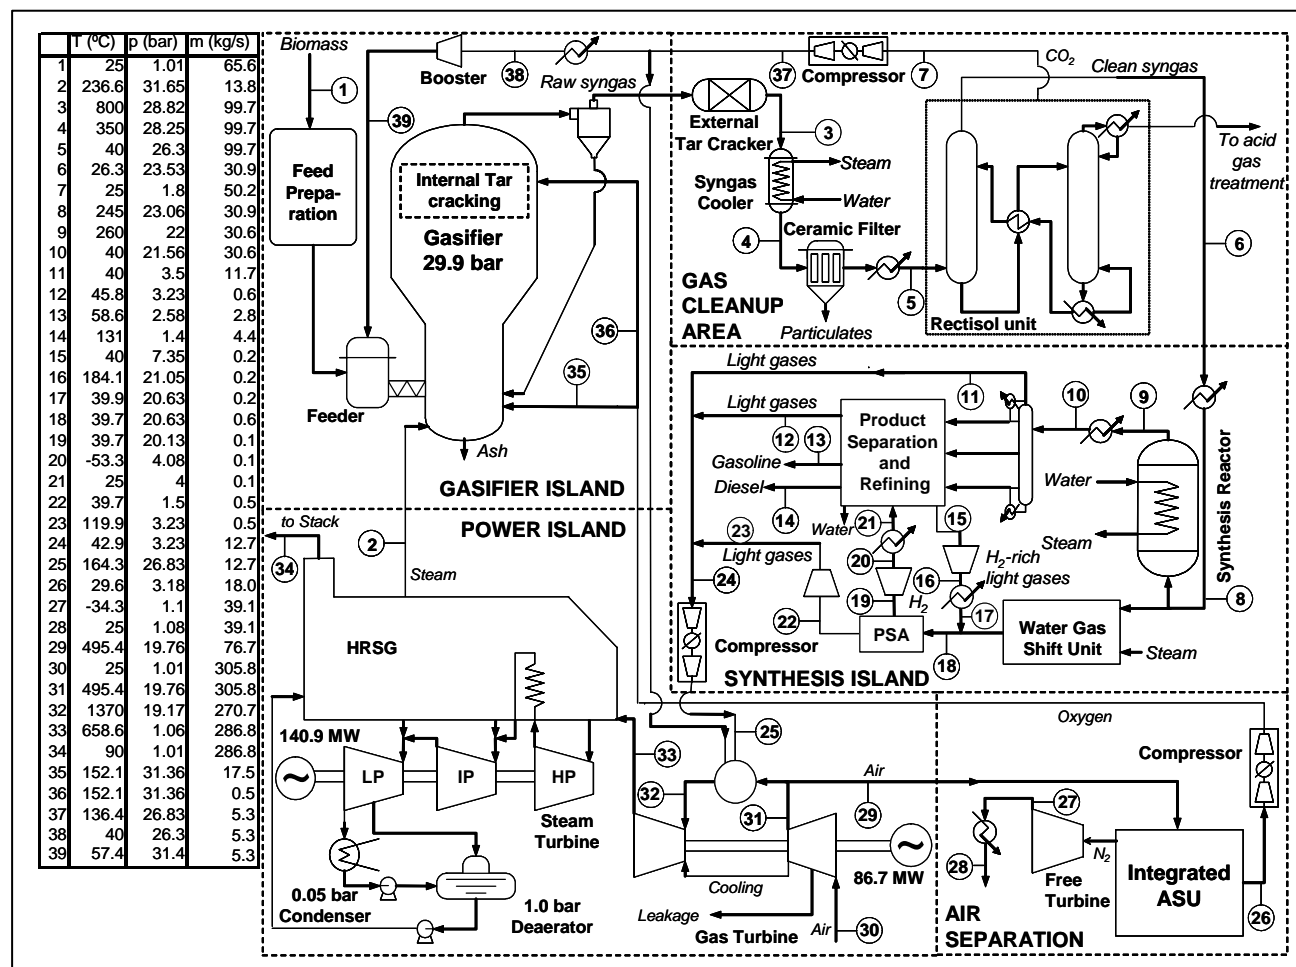 T (ºC) p (bar) m (kg/s)
1 25 1.01 65.6
2 236.6 31.65 13.8
3 800 28.82 99.7
4 350 28.25 99.7
5 40 26.3 99.7
6 26.3 23.53 30.9
7 25 1.8 50.2
8 245 23.06 30.9
9 260 22 30.6
10 40 21.56 30.6
11 40 3.5 11.7
12 45.8 3.23 0.6
13 58.6 2.58 2.8
14 131 1.4 4.4
15 40 7.35 0.2
16 184.1 21.05 0.2
17 39.9 20.63 0.2
18 39.7 20.63 0.6
19 39.7 20.13 0.1
20 -53.3 4.08 0.1
21 25 4 0.1
22 39.7 1.5 0.5
23 119.9 3.23 0.5
24 42.9 3.23 12.7
25 164.3 26.83 12.7
26 29.6 3.18 18.0
27 -34.3 1.1 39.1
28 25 1.08 39.1
29 495.4 19.76 76.7
30 25 1.01 305.8
31 495.4 19.76 305.8
32 1370 19.17 270.7
33 658.6 1.06 286.8
34 90 1.01 286.8
35 152.1 31.36 17.5
36 152.1 31.36 0.5
37 136.4 26.83 5.3
38 40 26.3 5.3
39 57.4 31.4 5.3
Biomass
1
Feed
Prepa-
ration
39
Booster
38
Raw syngas
Internal Tar
cracking
Gasifier
29.9 bar
36
35
Feeder
Ash
GASIFIER ISLAND
37
Compressor
7
CO2
Clean syngas
External
Tar Cracker
3
Steam
Syngas
Cooler
Water
4
Ceramic Filter
5
Particulates
GAS
CLEANUP
AREA
Rectisol unit
To acid
gas
treatment
6
Light gases
11
Light gases
12
13
Gasoline
Diesel
14
Product
Separation
and
Refining
10
9
Water
Steam
Synthesis Reactor
8
Water
21
15
23
Light gases
20
24
H2-rich
light gases
16
19
H2
22
17
PSA
18
Water Gas
Shift Unit
Steam
Compressor
SYNTHESIS ISLAND
POWER ISLAND
to Stack
34
2
Steam
HRSG
140.9 MW
LP
IP
HP
Steam
Turbine
0.05 bar
Condenser
1.0 bar
Deaerator
33
32
25
31
Air
29
Cooling
86.7 MW
Leakage
Gas Turbine
Air
30
Oxygen
Compressor
27
28
N2
Free
Turbine
Integrated
ASU
26
AIR
SEPARATION